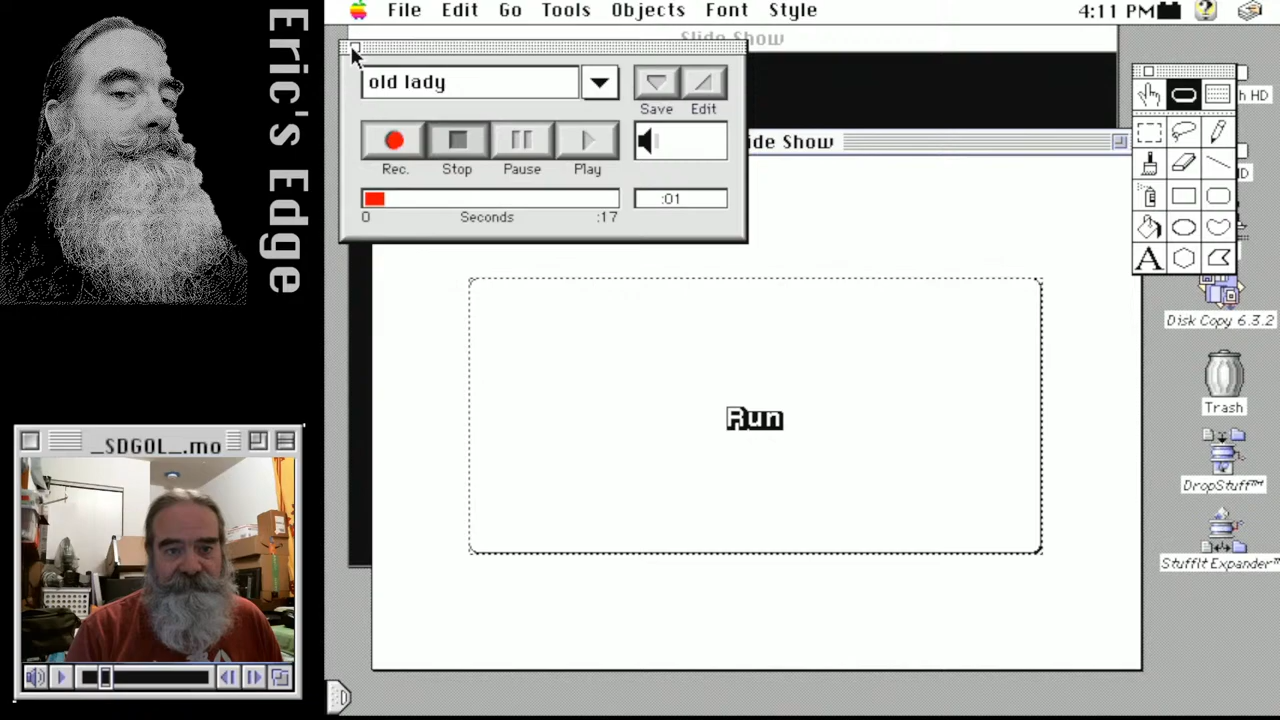 Eric's Edge
File Edit Go Tools Objects Font Style
4:11 PM
Slide Show
old lady
Save Edit
Rec. Stop Pause Play
:01
0 Seconds :17
ide Show
h HD
D
A
Disk Copy 6.3.2
Trash
DropStuff™
StuffIt Expander™
Run
_SDGOL_.mo